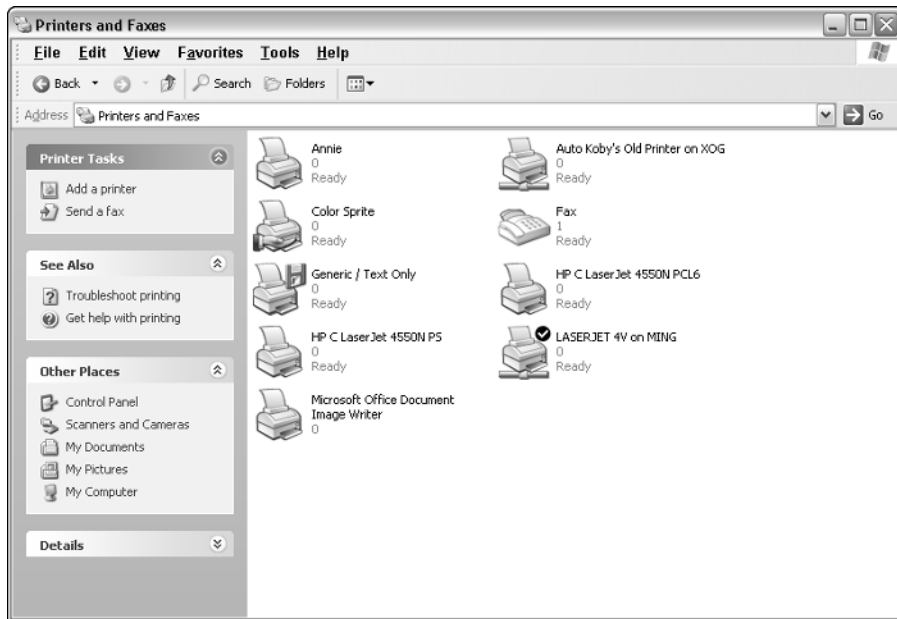 Printers and Faxes
File Edit View Favorites Tools Help
Back Search Folders
Address Printers and Faxes Go
Printer Tasks
Add a printer
Send a fax
See Also
Troubleshoot printing
Get help with printing
Other Places
Control Panel
Scanners and Cameras
My Documents
My Pictures
My Computer
Details
Annie
0
Ready
Auto Koby's Old Printer on XOG
0
Ready
Color Sprite
0
Ready
Fax
1
Ready
Generic / Text Only
0
Ready
HP C LaserJet 4550N PCL6
0
Ready
HP C LaserJet 4550N PS
0
Ready
LASERJET 4V on MING
0
Ready
Microsoft Office Document
Image Writer
0